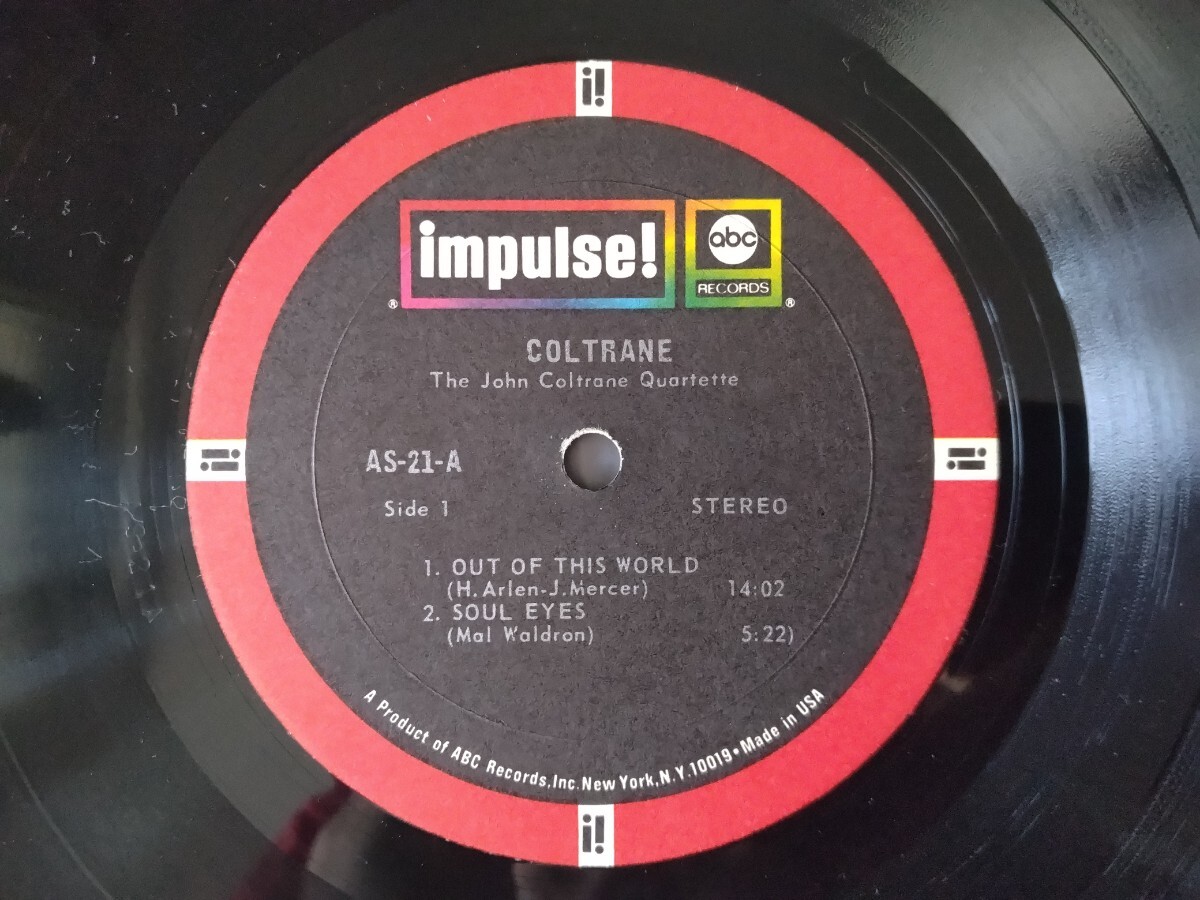 i!
impulse!
abc
RECORDS
®
®
COLTRANE
The John Coltrane Quartette
AS-21-A
Side 1
STEREO
i!
i!
1. OUT OF THIS WORLD
(H. Arlen-J. Mercer) 14:02
2. SOUL EYES
(Mal Waldron) 5:22)
A Product of ABC Records, Inc. New York, N.Y. 10019 • Made in USA
i!